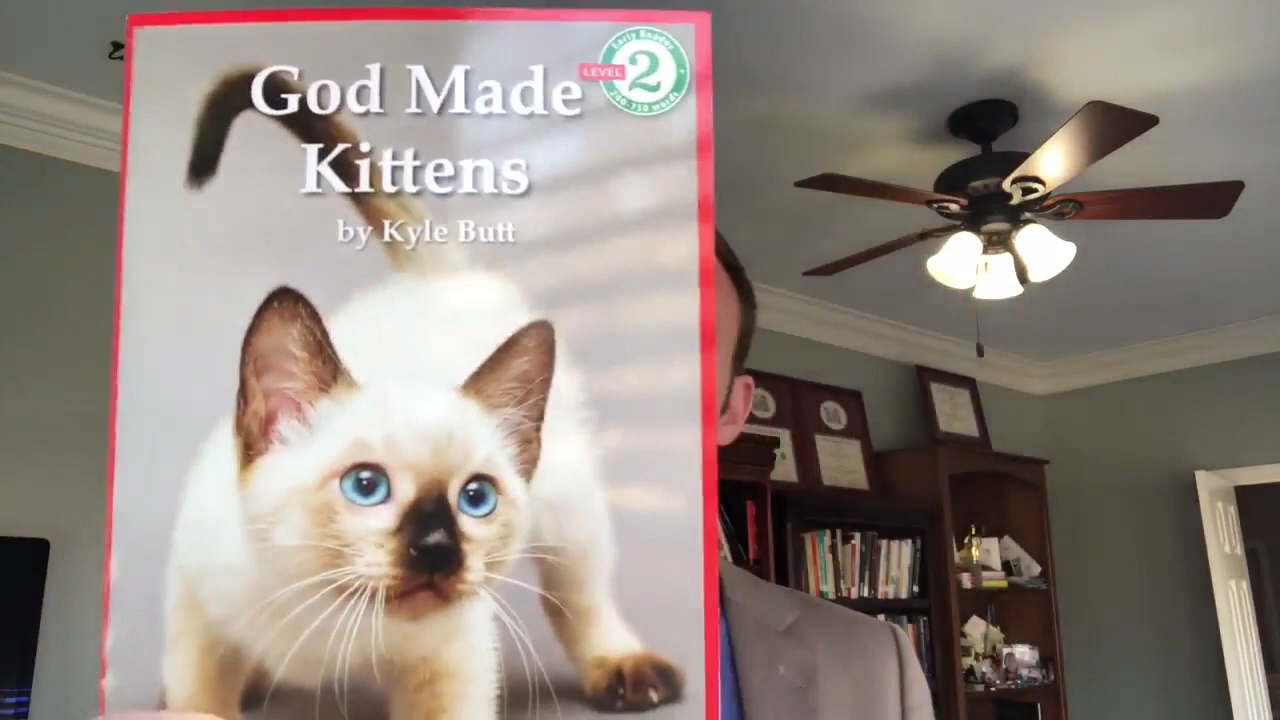 God Made
Kittens
by Kyle Butt
Early Reader
LEVEL 2
200-750 words